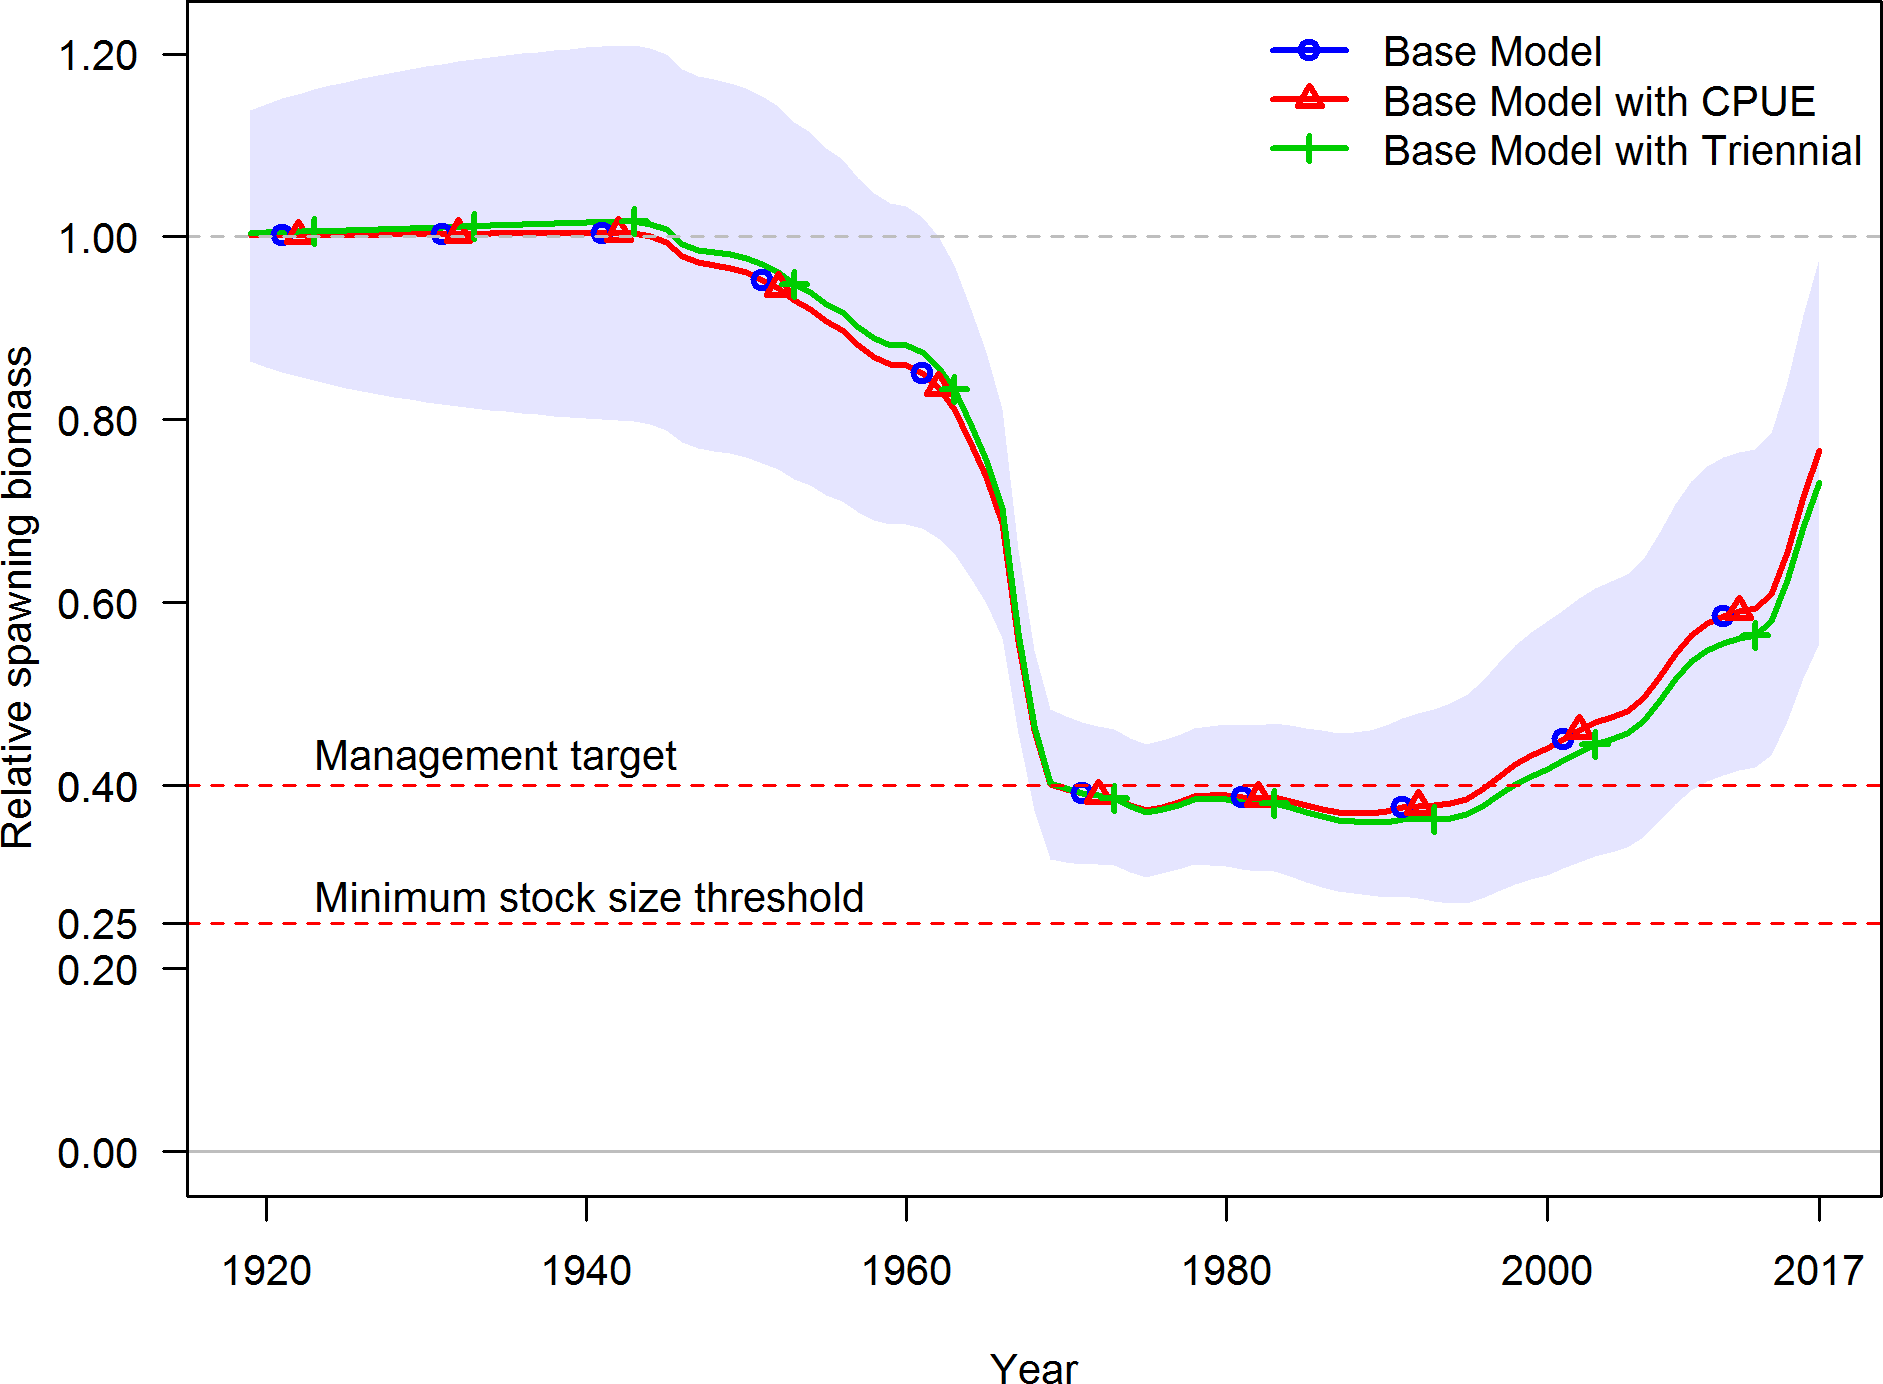 Base Model
Base Model with CPUE
Base Model with Triennial
Relative spawning biomass
1.20
1.00
0.80
0.60
0.40
0.25
0.20
0.00
Management target
Minimum stock size threshold
1920 1940 1960 1980 2000 2017
Year